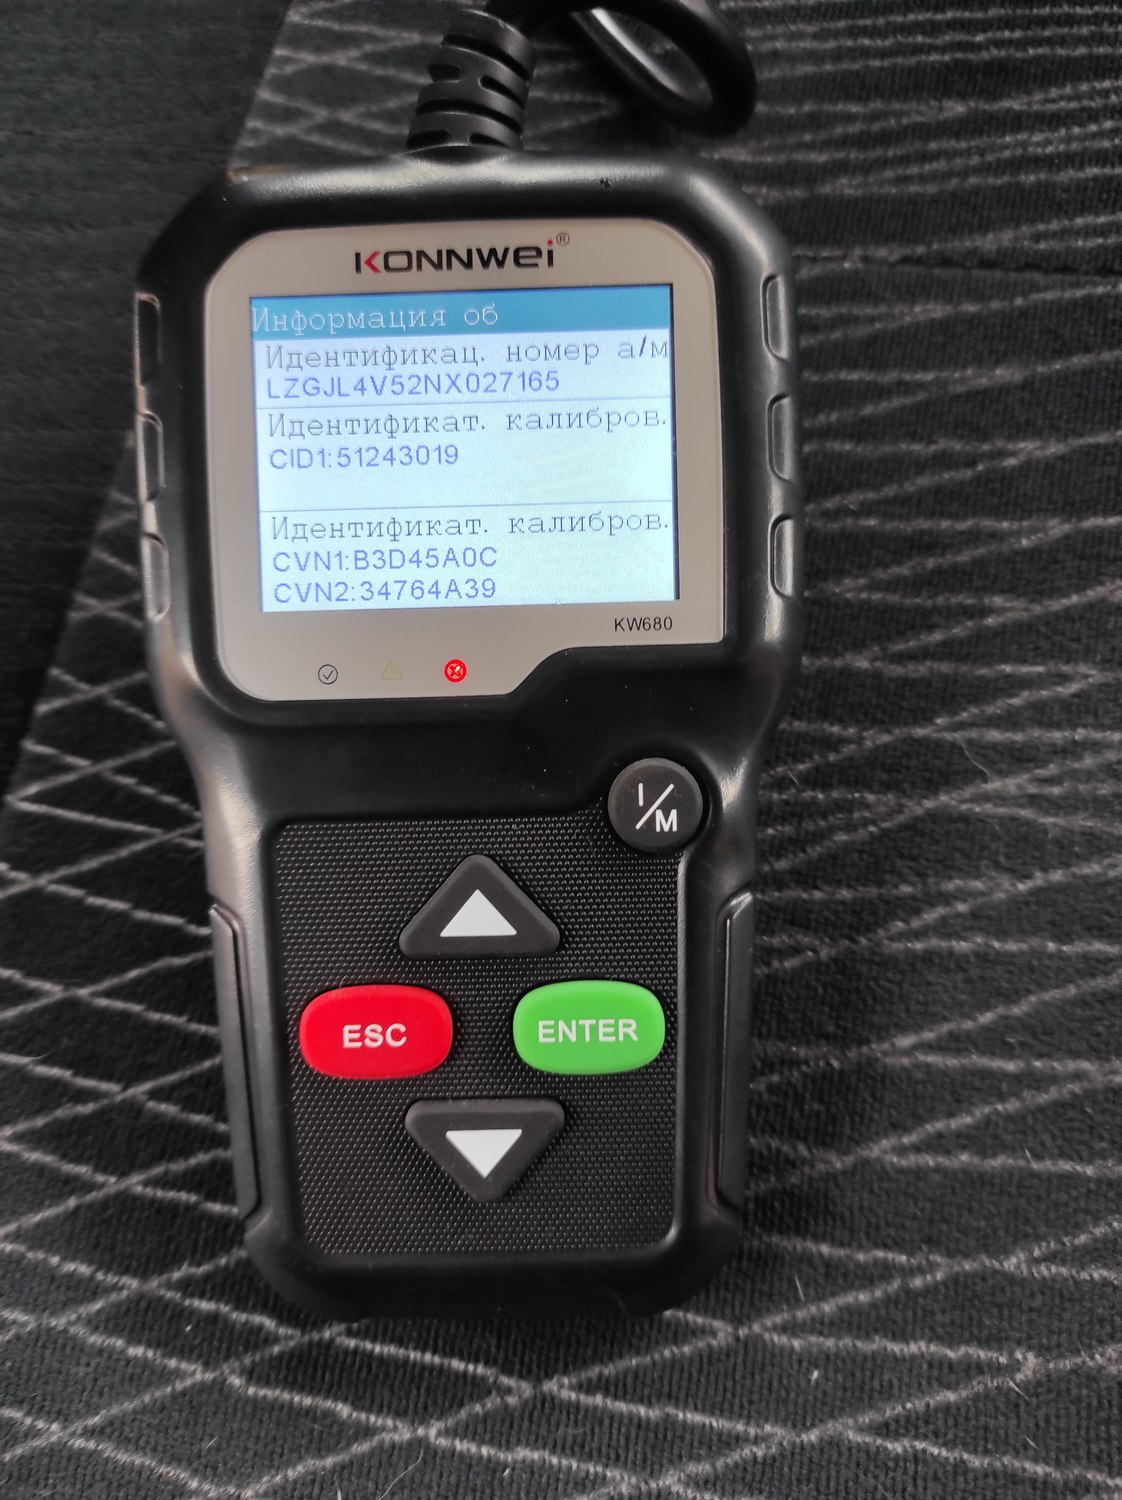 KONNWEI®
Информация об
Идентификац. номер а/м
LZGJL4V52NX027165
Идентификат. калибров.
CID1:51243019
Идентификат. калибров.
CVN1:B3D45A0C
CVN2:34764A39
KW680
I/M
ESC
ENTER